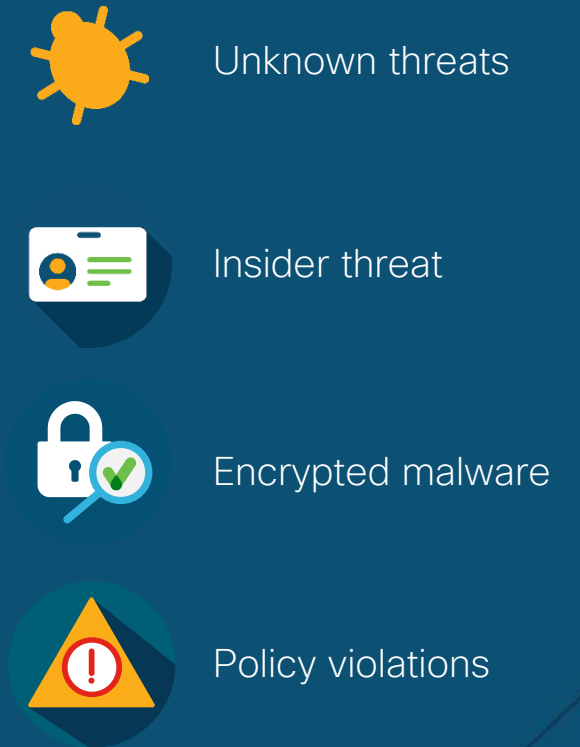 Unknown threats
Insider threat
Encrypted malware
Policy violations